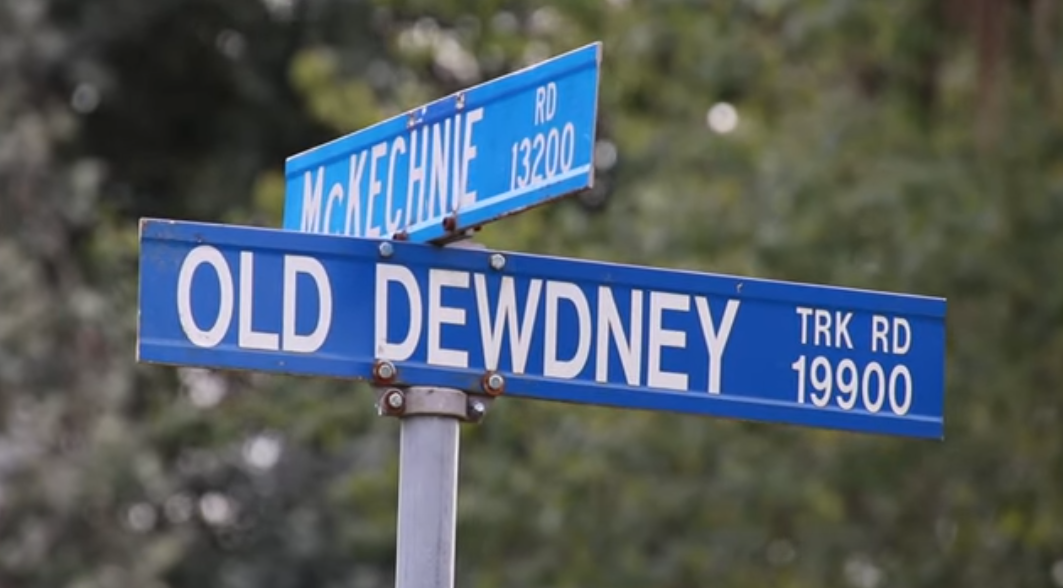 McKECHNIE RD
13200
OLD DEWDNEY TRK RD
19900